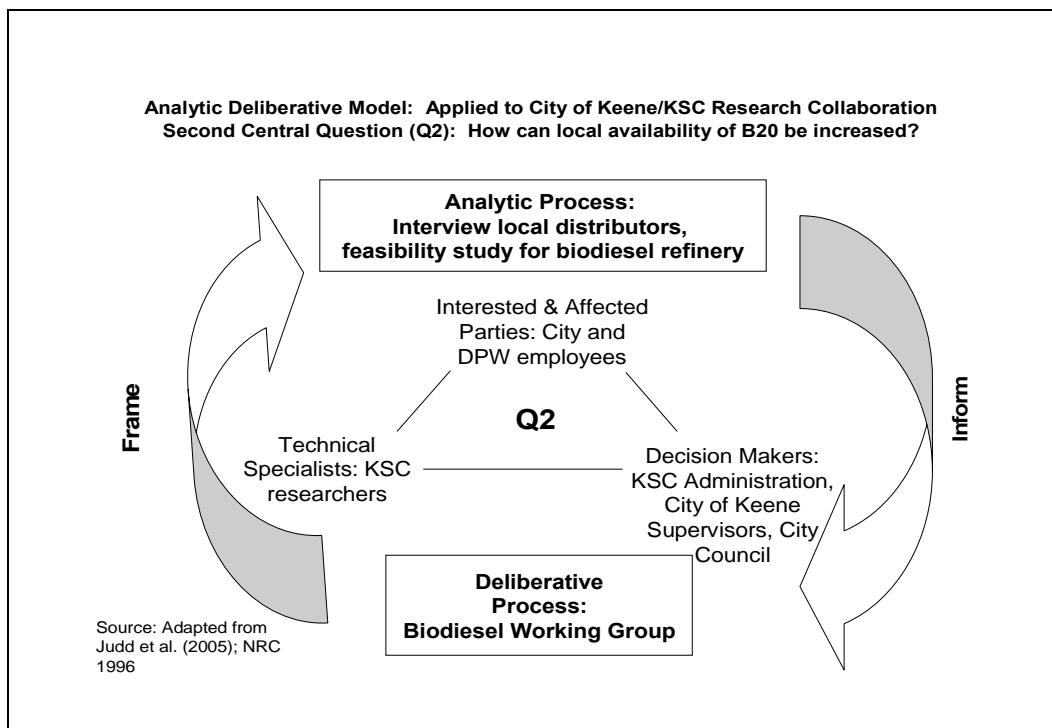 Analytic Deliberative Model: Applied to City of Keene/KSC Research Collaboration
Second Central Question (Q2): How can local availability of B20 be increased?
Analytic Process:
Interview local distributors,
feasibility study for biodiesel refinery
Interested & Affected
Parties: City and
DPW employees
Frame
Q2
Inform
Technical
Specialists: KSC
researchers
Decision Makers:
KSC Administration,
City of Keene
Supervisors, City
Council
Deliberative
Process:
Biodiesel Working Group
Source: Adapted from
Judd et al. (2005); NRC
1996